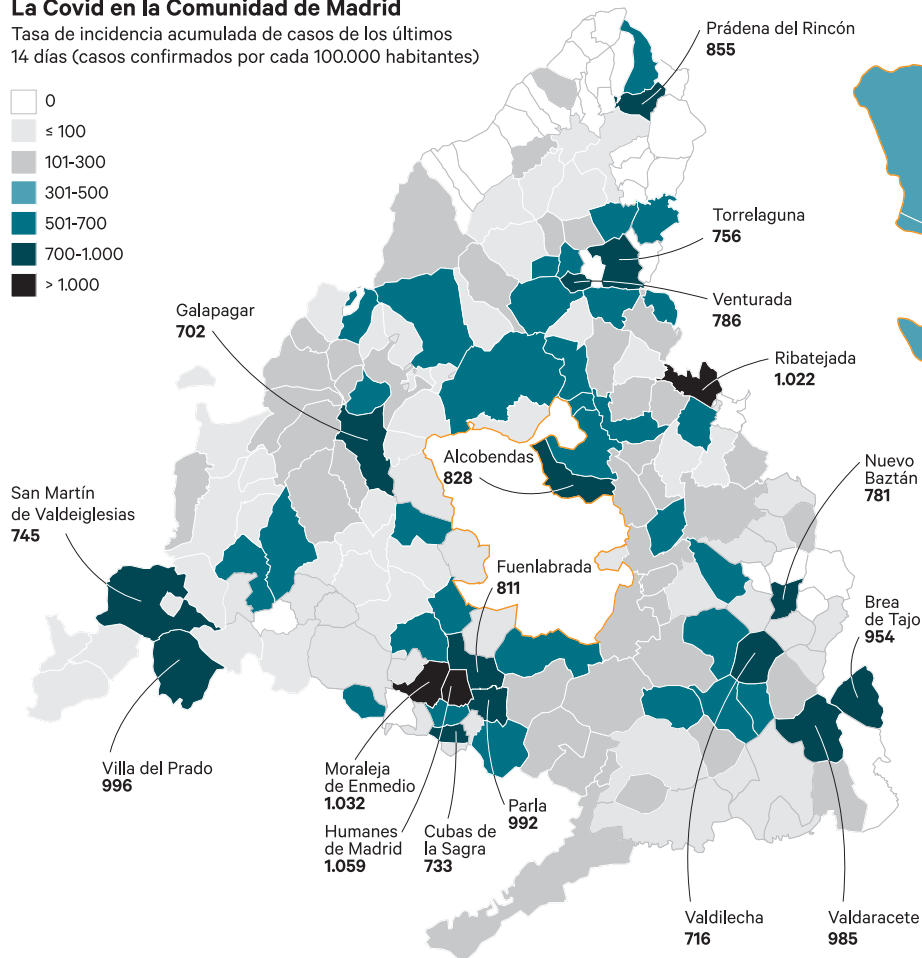 La Covid en la Comunidad de Madrid
Tasa de incidencia acumulada de casos de los últimos
14 días (casos confirmados por cada 100.000 habitantes)
0
≤ 100
101-300
301-500
501-700
700-1.000
> 1.000
Prádena del Rincón
855
Torrelaguna
756
Venturada
786
Galapagar
702
Ribatejada
1.022
Alcobendas
828
Nuevo
Baztán
781
San Martín
de Valdeiglesias
745
Fuenlabrada
811
Brea
de Tajo
954
Villa del Prado
996
Moraleja
de Enmedio
1.032
Humanes
de Madrid
1.059
Cubas de
la Sagra
733
Parla
992
Valdilecha
716
Valdaracete
985